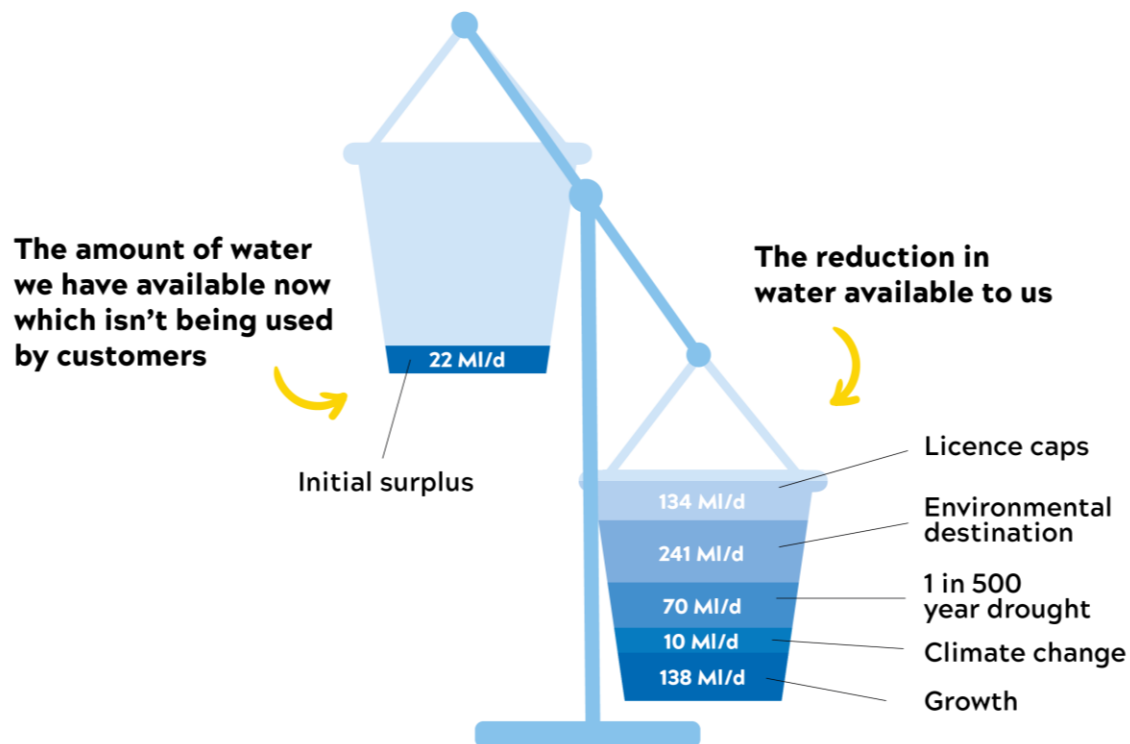 The amount of water
we have available now
which isn’t being used
by customers
22 Ml/d
Initial surplus
The reduction in
water available to us
134 Ml/d
Licence caps
241 Ml/d
Environmental
destination
70 Ml/d
1 in 500
year drought
10 Ml/d
Climate change
138 Ml/d
Growth